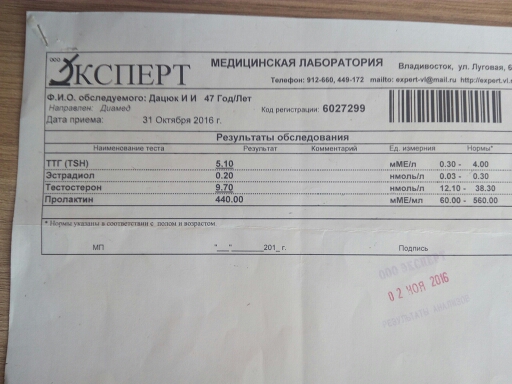 ООО
ЭКСПЕРТ
МЕДИЦИНСКАЯ ЛАБОРАТОРИЯ
Владивосток, ул. Луговая, 6
Телефон: 912-660, 449-172 mailto: expert-vl@mail.ru http://expert.vl.
Ф.И.О. обследуемого: Дацюк И И 47 Год/Лет
Направлен: Диамед
Код регистрации: 6027299
Дата приема: 31 Октября 2016 г.
Результаты обследования
Наименование теста Результат Комментарий Ед. измерения Нормы*
ТТГ (TSH) 5.10 мМЕ/л 0.30 - 4.00
Эстрадиол 0.20 нмоль/л 0.03 - 0.30
Тестостерон 9.70 нмоль/л 12.10 - 38.30
Пролактин 440.00 мМЕ/мл 60.00 - 560.00
* Нормы указаны в соответствии с полом и возрастом.
МП "__"________201_ г. Подпись
ООО ЭКСПЕРТ
02 НОЯ 2016